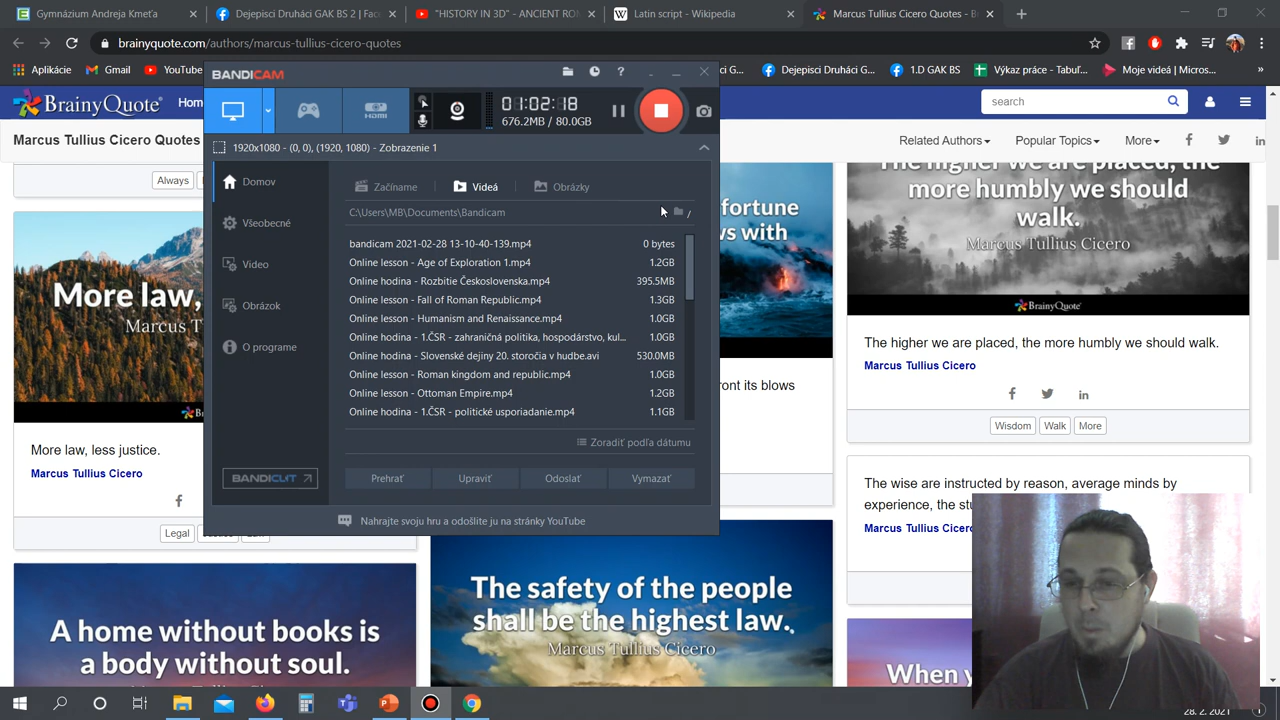 Gymnázium Andreja Kmeťa
Dejepisci Druháci GAK BS 2 | Fac
"HISTORY IN 3D" - ANCIENT RO
Latin script - Wikipedia
Marcus Tullius Cicero Quotes - B
brainyquote.com/authors/marcus-tullius-cicero-quotes
Aplikácie
Gmail
YouTube
Dejepisci Druháci G...
1.D GAK BS
Výkaz práce - Tabuľ...
Moje videá | Micros...
BrainyQuote
Hom
search
Marcus Tullius Cicero Quotes
Related Authors
Popular Topics
More
BANDICAM
01:02:18
676.2MB / 80.0GB
1920x1080 - (0, 0), (1920, 1080) - Zobrazenie 1
Domov
Všeobecné
Video
Obrázok
O programe
BANDICUT
Začíname
Videá
Obrázky
C:\Users\MB\Documents\Bandicam
bandicam 2021-02-28 13-10-40-139.mp4 0 bytes
Online lesson - Age of Exploration 1.mp4 1.2GB
Online hodina - Rozbitie Československa.mp4 395.5MB
Online lesson - Fall of Roman Republic.mp4 1.3GB
Online lesson - Humanism and Renaissance.mp4 1.0GB
Online hodina - 1.ČSR - zahraničná politika, hospodárstvo, kul... 1.0GB
Online hodina - Slovenské dejiny 20. storočia v hudbe.avi 530.0MB
Online lesson - Roman kingdom and republic.mp4 1.0GB
Online lesson - Ottoman Empire.mp4 1.2GB
Online hodina - 1.ČSR - politické usporiadanie.mp4 1.1GB
Zoradiť podľa dátumu
Prehrať
Upraviť
Odoslať
Vymazať
Nahrajte svoju hru a odošlite ju na stránky YouTube
Always
More law,
Marcus T
More law, less justice.
Marcus Tullius Cicero
Legal
A home without books is
a body without soul.
fortune
ws with
ont its blows
The safety of the people
shall be the highest law.
Marcus Tullius Cicero
The higher we are placed, the
more humbly we should
walk.
Marcus Tullius Cicero
BrainyQuote
The higher we are placed, the more humbly we should walk.
Marcus Tullius Cicero
Wisdom
Walk
More
The wise are instructed by reason, average minds by
experience, the stu
Marcus Tullius Cicero
When y
28. 2. 2021